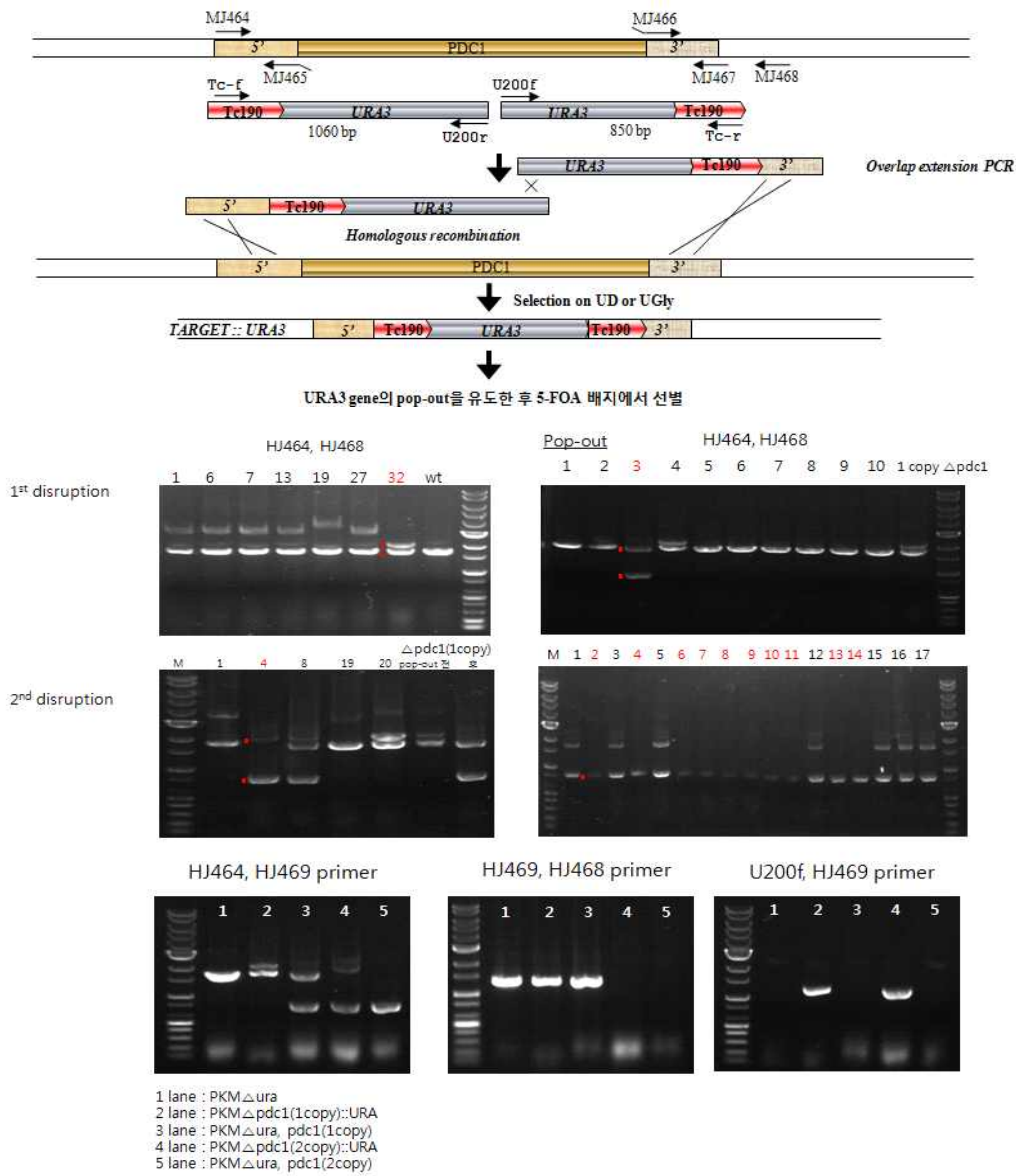 MJ464
MJ466
5’ PDC1 3’
MJ465 MJ467 MJ468
Tc-f U200f
Tc190 URA3 URA3 Tc190
1060 bp U200r 850 bp Tc-r
URA3 Tc190 3’ Overlap extension PCR
5’ Tc190 URA3
Homologous recombination
5’ PDC1 3’
Selection on UD or UGly
TARGET:: URA3 5’ Tc190 URA3 Tc190 3’
URA3 gene의 pop-out을 유도한 후 5-FOA 배지에서 선별
HJ464, HJ468
1 6 7 13 19 27 32 wt
1st disruption
Pop-out HJ464, HJ468
1 2 3 4 5 6 7 8 9 10 1 copy △pdc1
2nd disruption
△pdc1(1copy)
M 1 4 8 19 20 pop-out 전 후
M 1 2 3 4 5 6 7 8 9 10 11 12 13 14 15 16 17
HJ464, HJ469 primer
1 2 3 4 5
HJ469, HJ468 primer
1 2 3 4 5
U200f, HJ469 primer
1 2 3 4 5
1 lane : PKM△ura
2 lane : PKM△pdc1(1copy)::URA
3 lane : PKM△ura, pdc1(1copy)
4 lane : PKM△pdc1(2copy)::URA
5 lane : PKM△ura, pdc1(2copy)